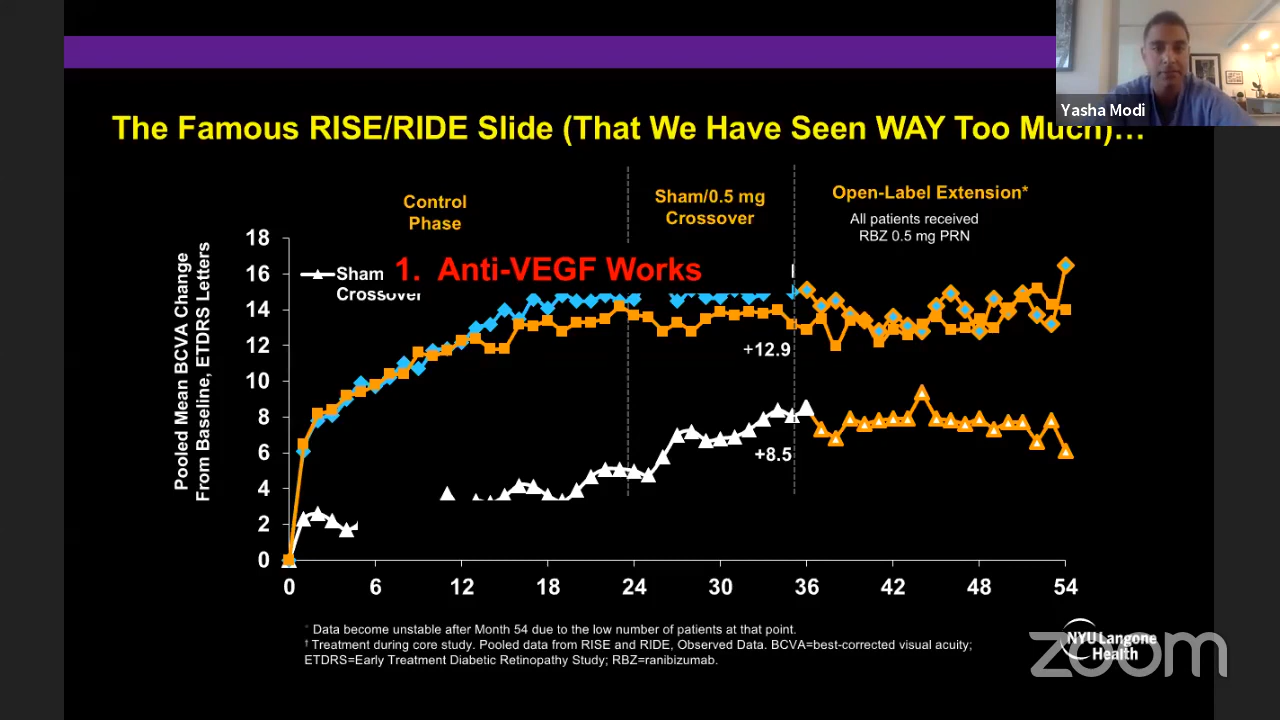 Yasha Modi
The Famous RISE/RIDE Slide (That We Have Seen WAY Too Much)…
Control
Phase
Sham/0.5 mg
Crossover
Open-Label Extension*
All patients received
RBZ 0.5 mg PRN
Pooled Mean BCVA Change
From Baseline, ETDRS Letters
18
16
14
12
10
8
6
4
2
0
Sham
Crossover
1. Anti-VEGF Works
+12.9
+8.5
0 6 12 18 24 30 36 42 48 54
* Data become unstable after Month 54 due to the low number of patients at that point.
† Treatment during core study. Pooled data from RISE and RIDE, Observed Data. BCVA=best-corrected visual acuity;
ETDRS=Early Treatment Diabetic Retinopathy Study; RBZ=ranibizumab.
NYU Langone
Health
zoom